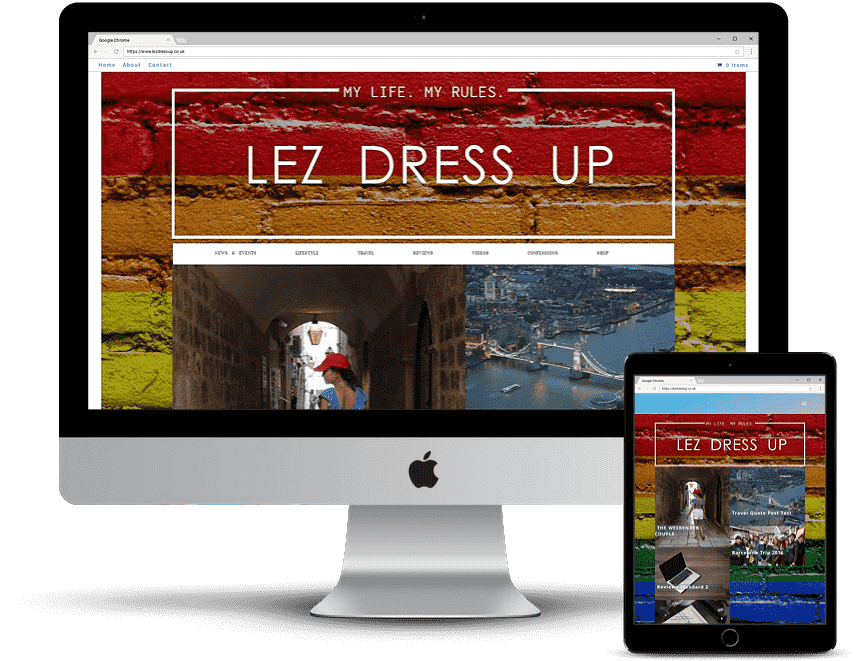 Google Chrome
https://www.lezdressup.co.uk
Home About Contact
0 Items
MY LIFE. MY RULES.
LEZ DRESS UP
NEWS & EVENTS LIFESTYLE TRAVEL REVIEWS VIDEOS CONFESSIONS SHOP
Google Chrome
MY LIFE. MY RULES.
LEZ DRESS UP
Travel Quote Post Test
THE WEEKENDER
COUPLE
Barcelona Trip 2016
Reviews Standard 2